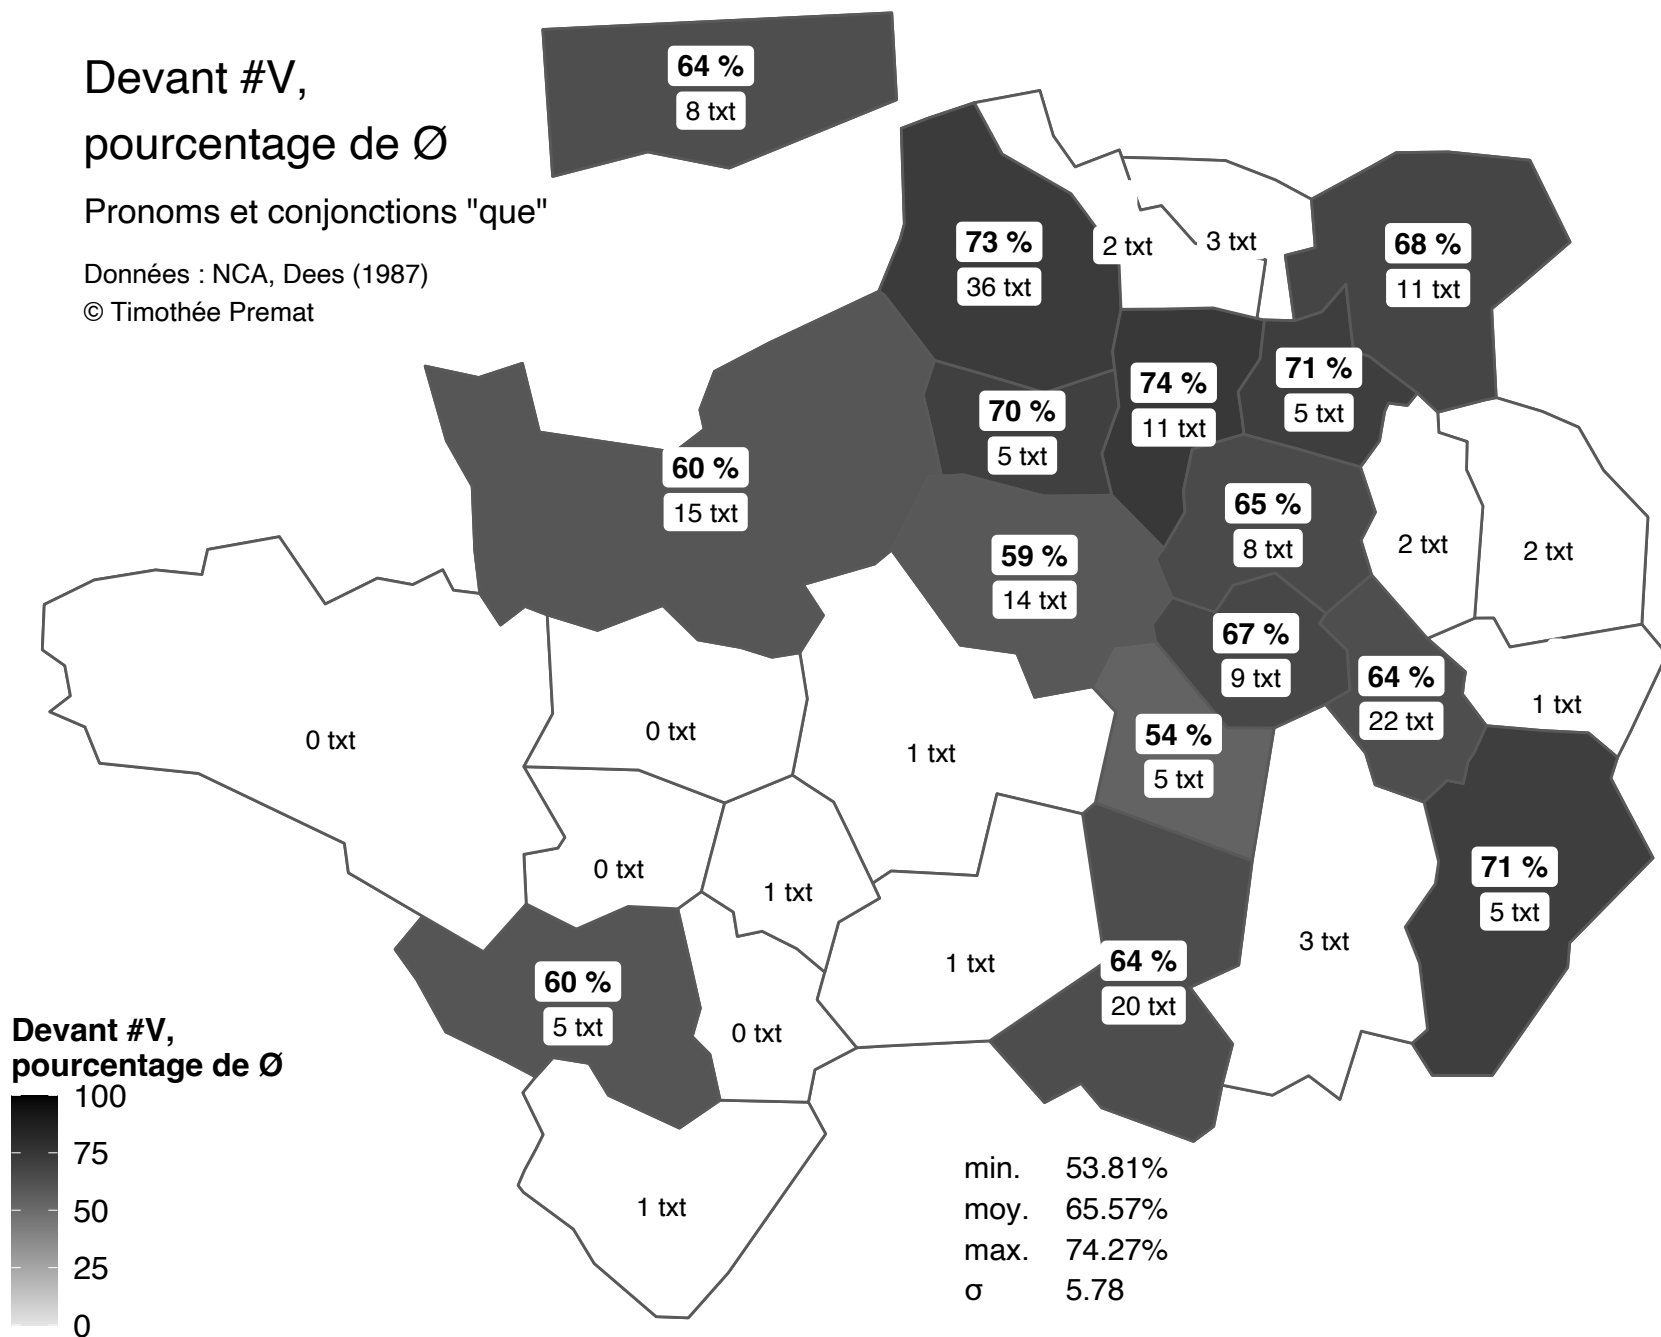 Devant #V,
pourcentage de Ø
Pronoms et conjonctions "que"
Données : NCA, Dees (1987)
© Timothée Premat
64 %
8 txt
73 %
36 txt
2 txt
3 txt
68 %
11 txt
70 %
5 txt
74 %
11 txt
71 %
5 txt
60 %
15 txt
59 %
14 txt
65 %
8 txt
2 txt
2 txt
67 %
9 txt
64 %
22 txt
1 txt
0 txt
0 txt
1 txt
54 %
5 txt
0 txt
1 txt
71 %
5 txt
60 %
5 txt
0 txt
1 txt
64 %
20 txt
3 txt
1 txt
Devant #V,
pourcentage de Ø
100
75
50
25
0
min. 53.81%
moy. 65.57%
max. 74.27%
σ 5.78